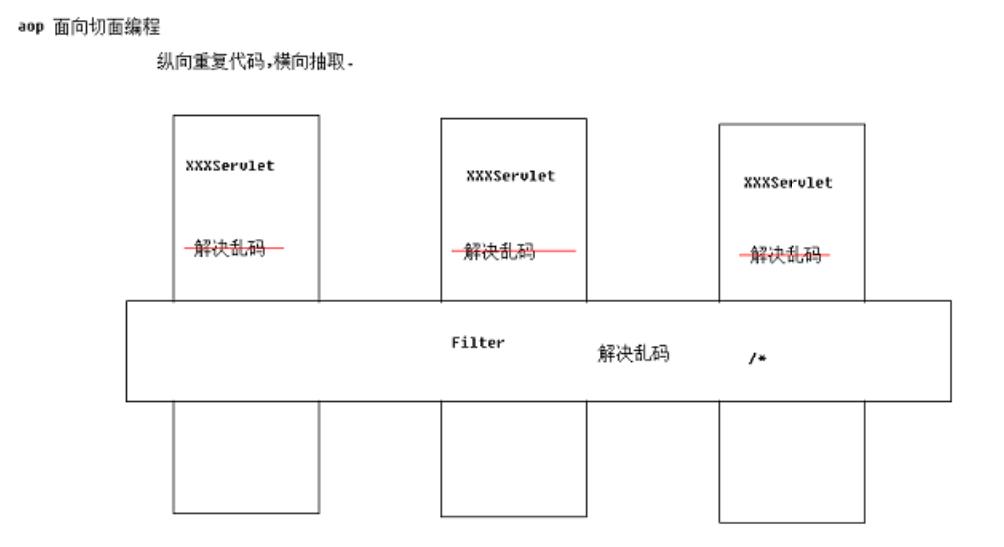 aop 面向切面编程
纵向重复代码,横向抽取.
XXXServlet
XXXServlet
XXXServlet
解决乱码
解决乱码
解决乱码
Filter
解决乱码
/*